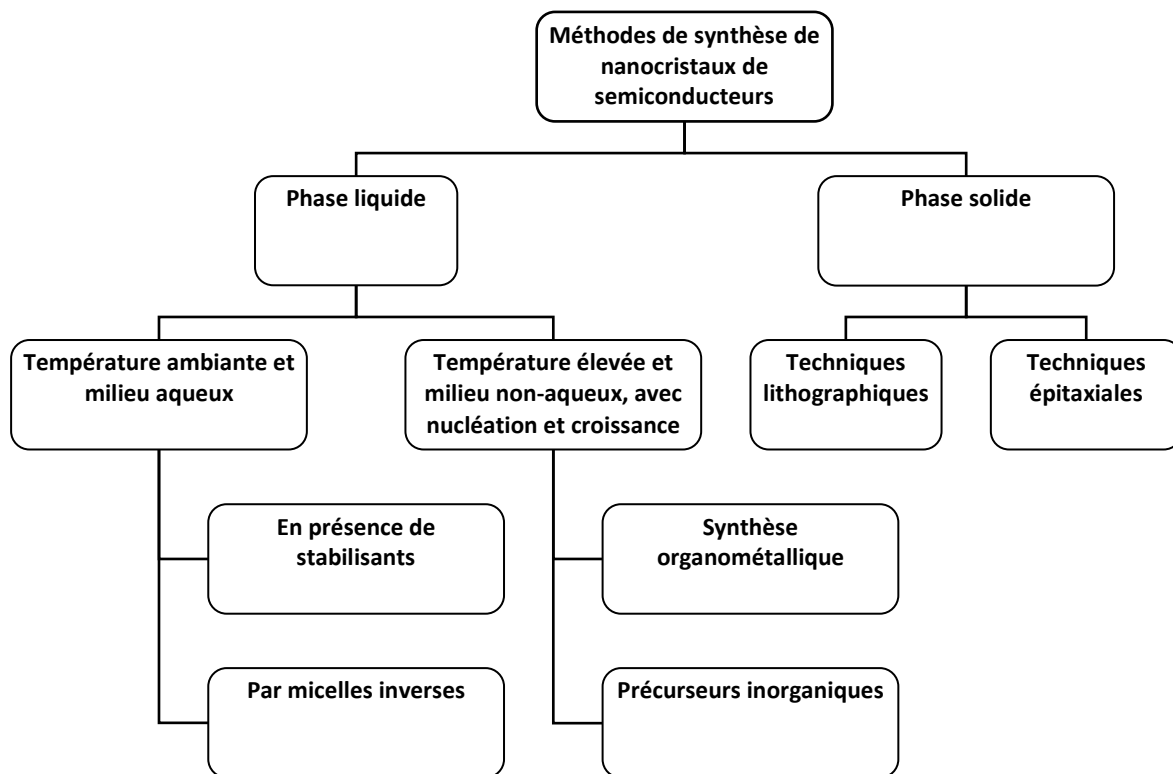 Méthodes de synthèse de
nanocristaux de
semiconducteurs
Phase liquide
Phase solide
Température ambiante et
milieu aqueux
Température élevée et
milieu non-aqueux, avec
nucléation et croissance
Techniques
lithographiques
Techniques
épitaxiales
En présence de
stabilisants
Synthèse
organométallique
Par micelles inverses
Précurseurs inorganiques